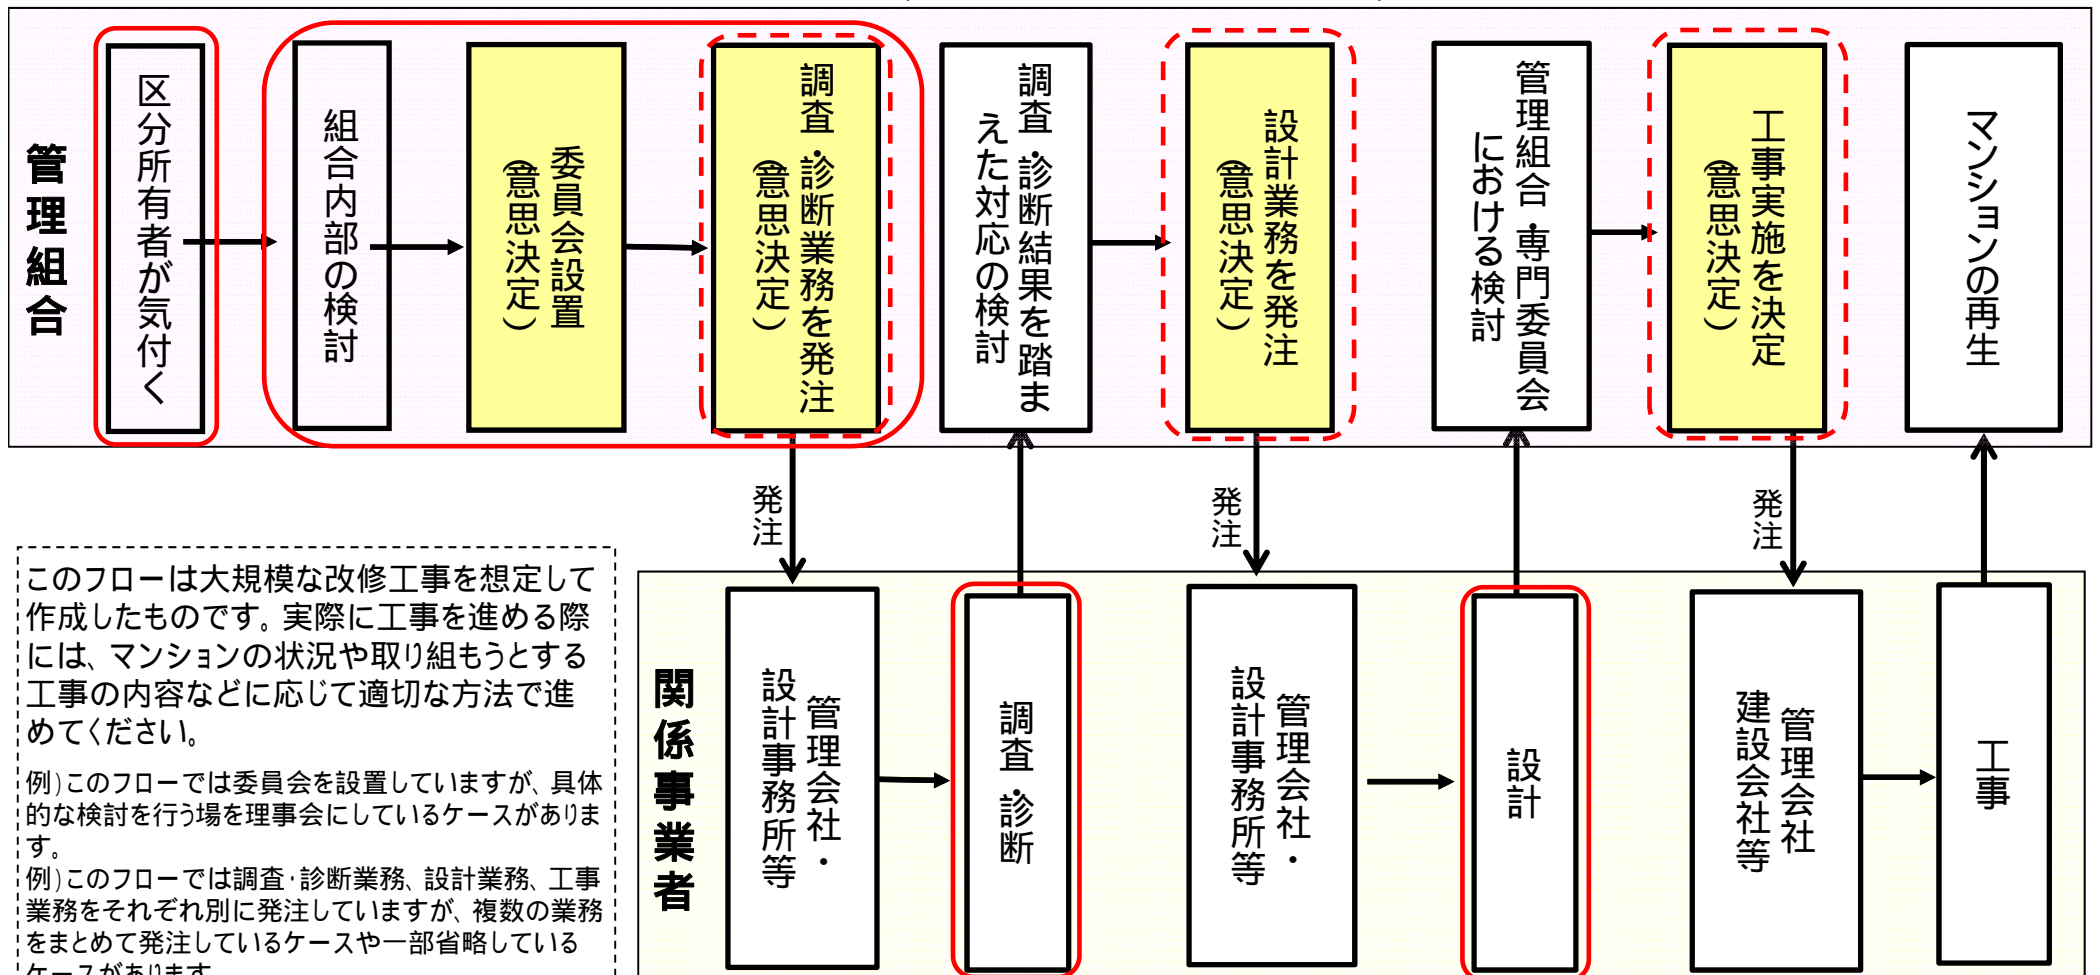 管理組合
区分所有者が気付く
組合内部の検討
委員会設置
(意思決定)
調査・診断業務を発注
(意思決定)
調査・診断結果を踏ま
えた対応の検討
設計業務を発注
(意思決定)
管理組合・専門委員会
における検討
工事実施を決定
(意思決定)
マンションの再生
発注
発注
発注
このフローは大規模な改修工事を想定して
作成したものです。実際に工事を進める際
には、マンションの状況や取り組もうとする
工事の内容などに応じて適切な方法で進
めてください。
例)このフローでは委員会を設置していますが、具体
的な検討を行う場を理事会にしているケースがありま
す。
例)このフローでは調査・診断業務、設計業務、工事
業務をそれぞれ別に発注していますが、複数の業務
をまとめて発注しているケースや一部省略している
ケースがあります。
関係事業者
管理会社・
設計事務所等
調査・診断
管理会社・
設計事務所等
設計
管理会社
建設会社等
工事